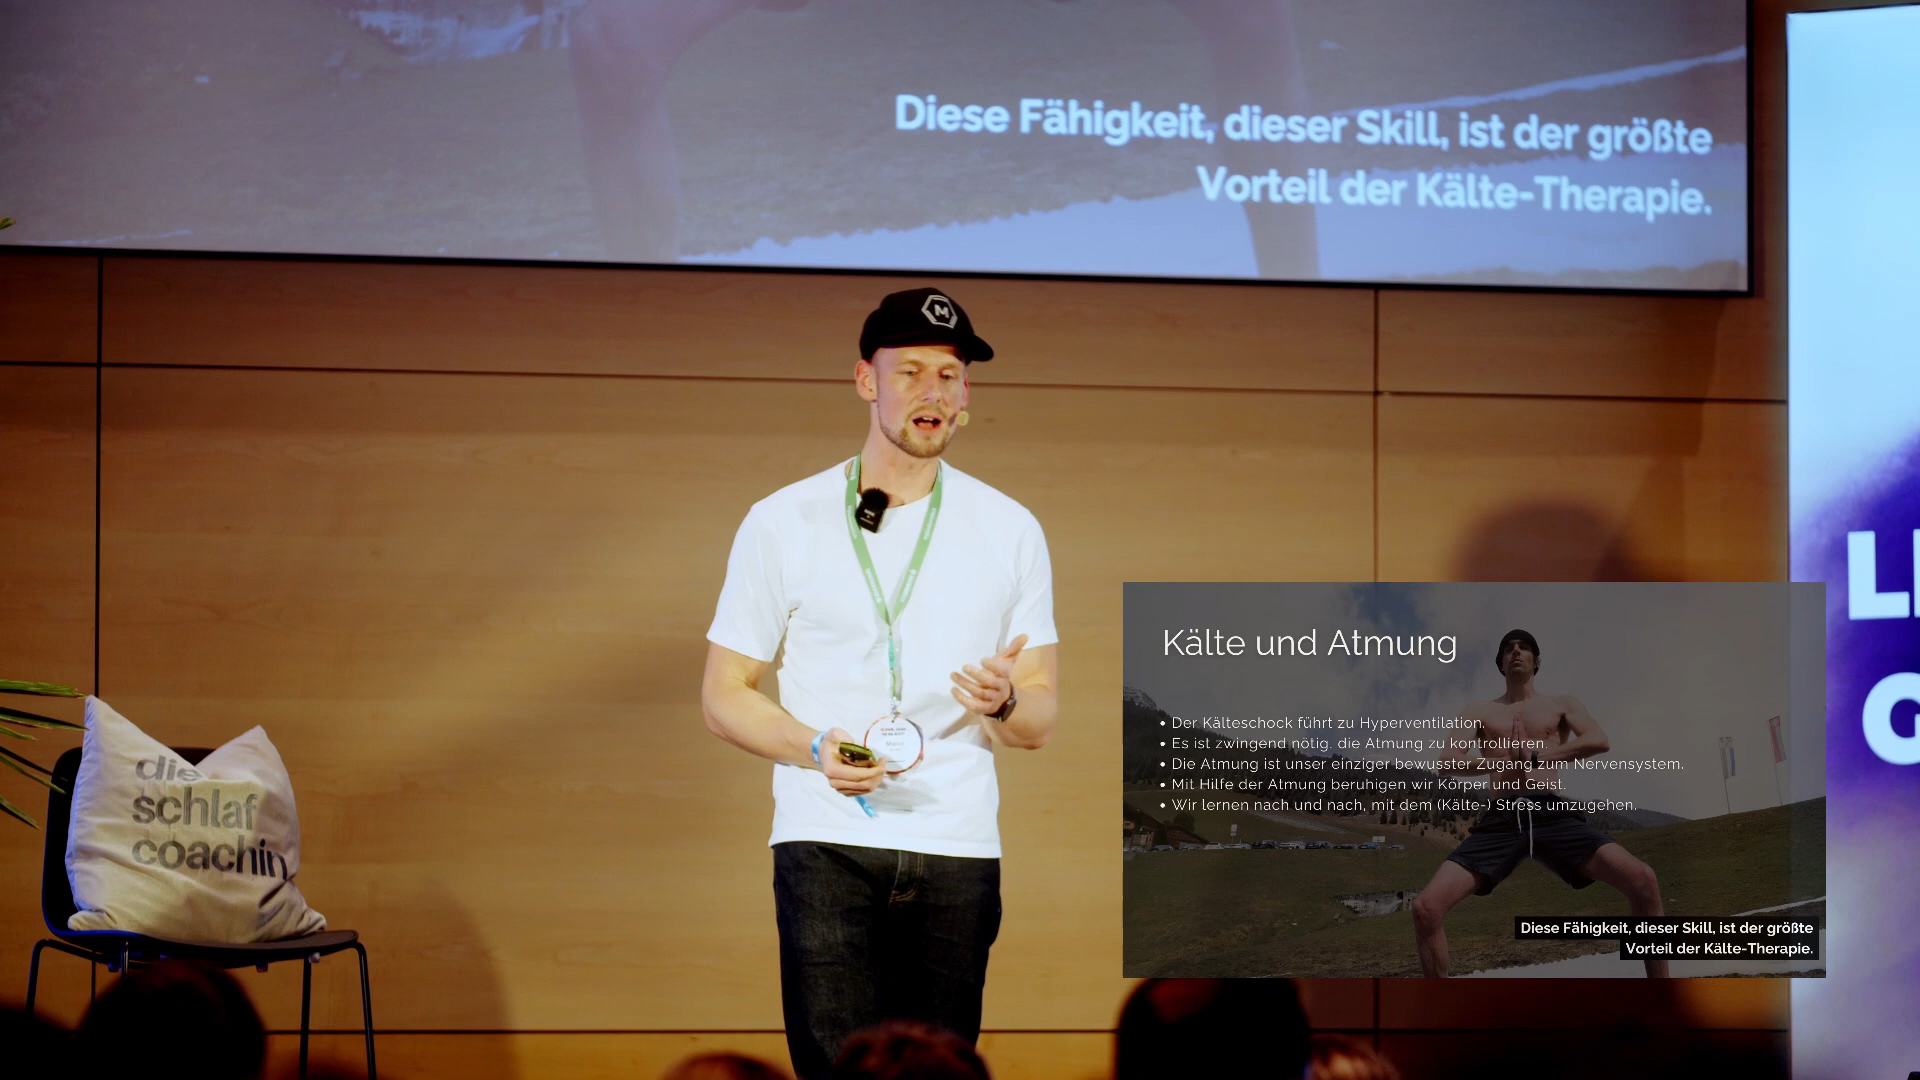 Diese Fähigkeit, dieser Skill, ist der größte
Vorteil der Kälte-Therapie.
M
die
schlaf
coachin
Kälte und Atmung
• Der Kälteschock führt zu Hyperventilation.
• Es ist zwingend nötig, die Atmung zu kontrollieren.
• Die Atmung ist unser einziger bewusster Zugang zum Nervensystem.
• Mit Hilfe der Atmung beruhigen wir Körper und Geist.
• Wir lernen nach und nach, mit dem (Kälte-) Stress umzugehen.
Diese Fähigkeit, dieser Skill, ist der größte
Vorteil der Kälte-Therapie.